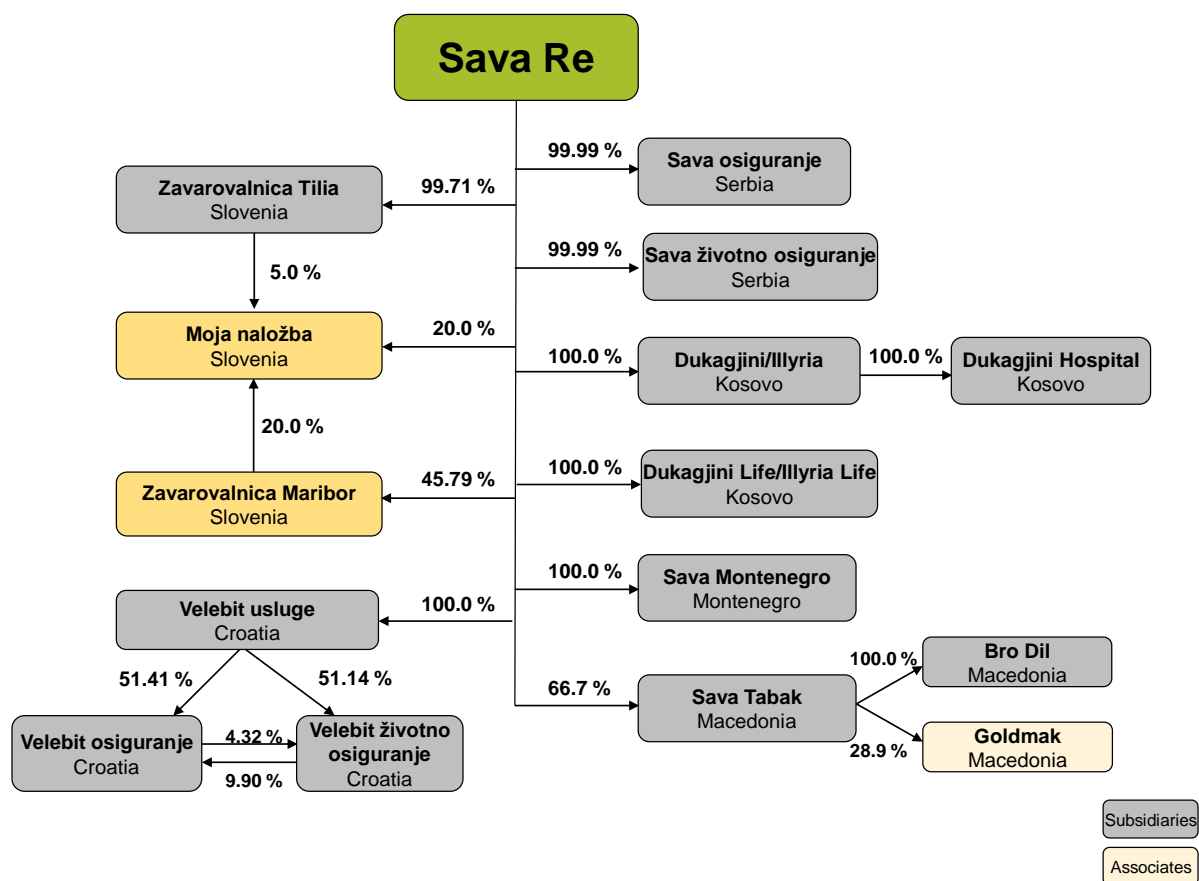 Sava Re
99.99 %
Sava osiguranje
Serbia
Zavarovalnica Tilia
Slovenia
99.71 %
99.99 %
Sava životno osiguranje
Serbia
5.0 %
Moja naložba
Slovenia
20.0 %
100.0 %
Dukagjini/Illyria
Kosovo
100.0 %
Dukagjini Hospital
Kosovo
20.0 %
Zavarovalnica Maribor
Slovenia
45.79 %
100.0 %
Dukagjini Life/Illyria Life
Kosovo
100.0 %
Sava Montenegro
Montenegro
Velebit usluge
Croatia
100.0 %
51.41 %
51.14 %
66.7 %
Sava Tabak
Macedonia
100.0 %
Bro Dil
Macedonia
28.9 %
Goldmak
Macedonia
Velebit osiguranje
Croatia
4.32 %
9.90 %
Velebit životno
osiguranje
Croatia
Subsidiaries
Associates